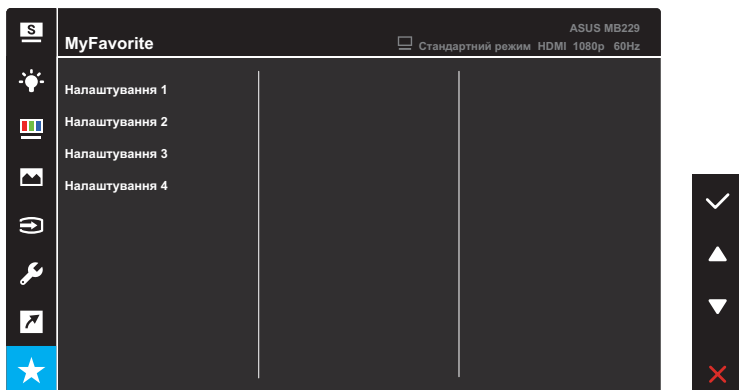 S
ASUS MB229
MyFavorite
Стандартний режим HDMI 1080p 60Hz
Налаштування 1
Налаштування 2
Налаштування 3
Налаштування 4